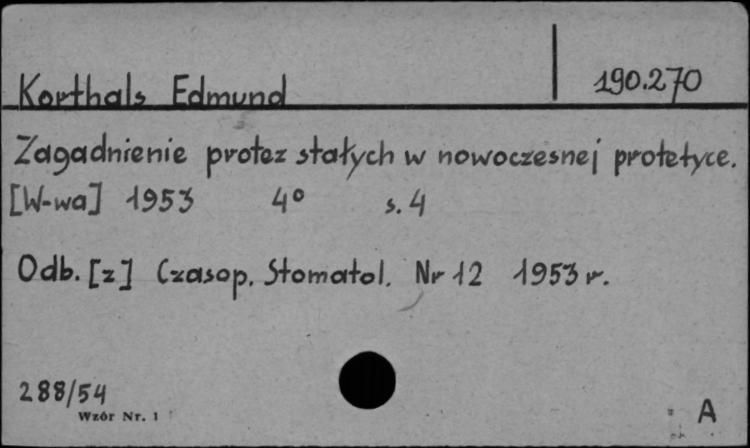 Korthals Edmund 190.270
Zagadnienie protez stałych w nowoczesnej protetyce.
[W-wa] 1953 4° s. 4
Odb. [z] Czasop. Stomatol. Nr 12 1953 r.
288/54
Wzór Nr. 1
A